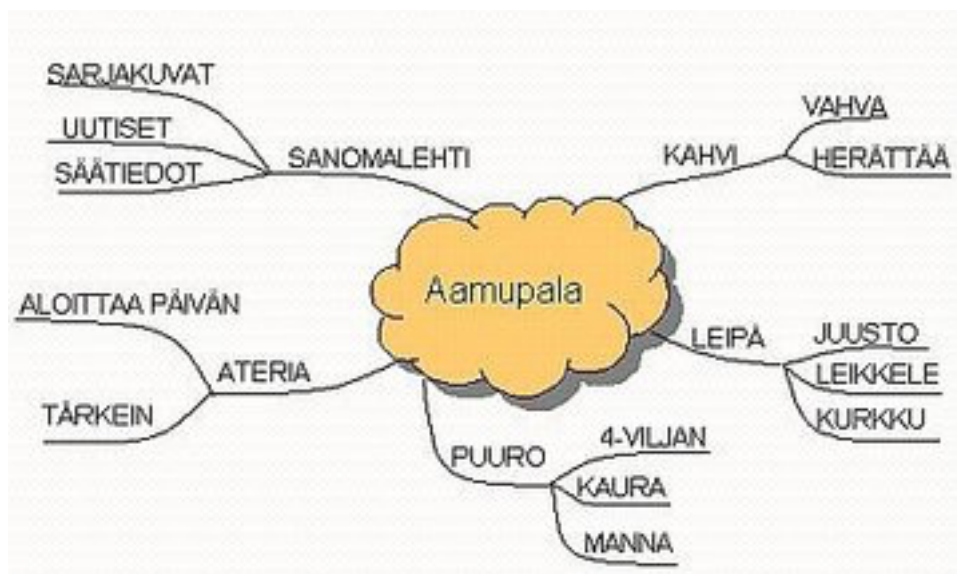 SARJAKUVAT
UUTISET
SÄÄTIEDOT
SANOMALEHTI
KAHVI
VAHVA
HERÄTTÄÄ
Aamupala
ALOITTAA PÄIVÄN
TÄRKEIN
ATERIA
LEIPÄ
JUUSTO
LEIKKELE
KURKKU
PUURO
4-VILJAN
KAURA
MANNA